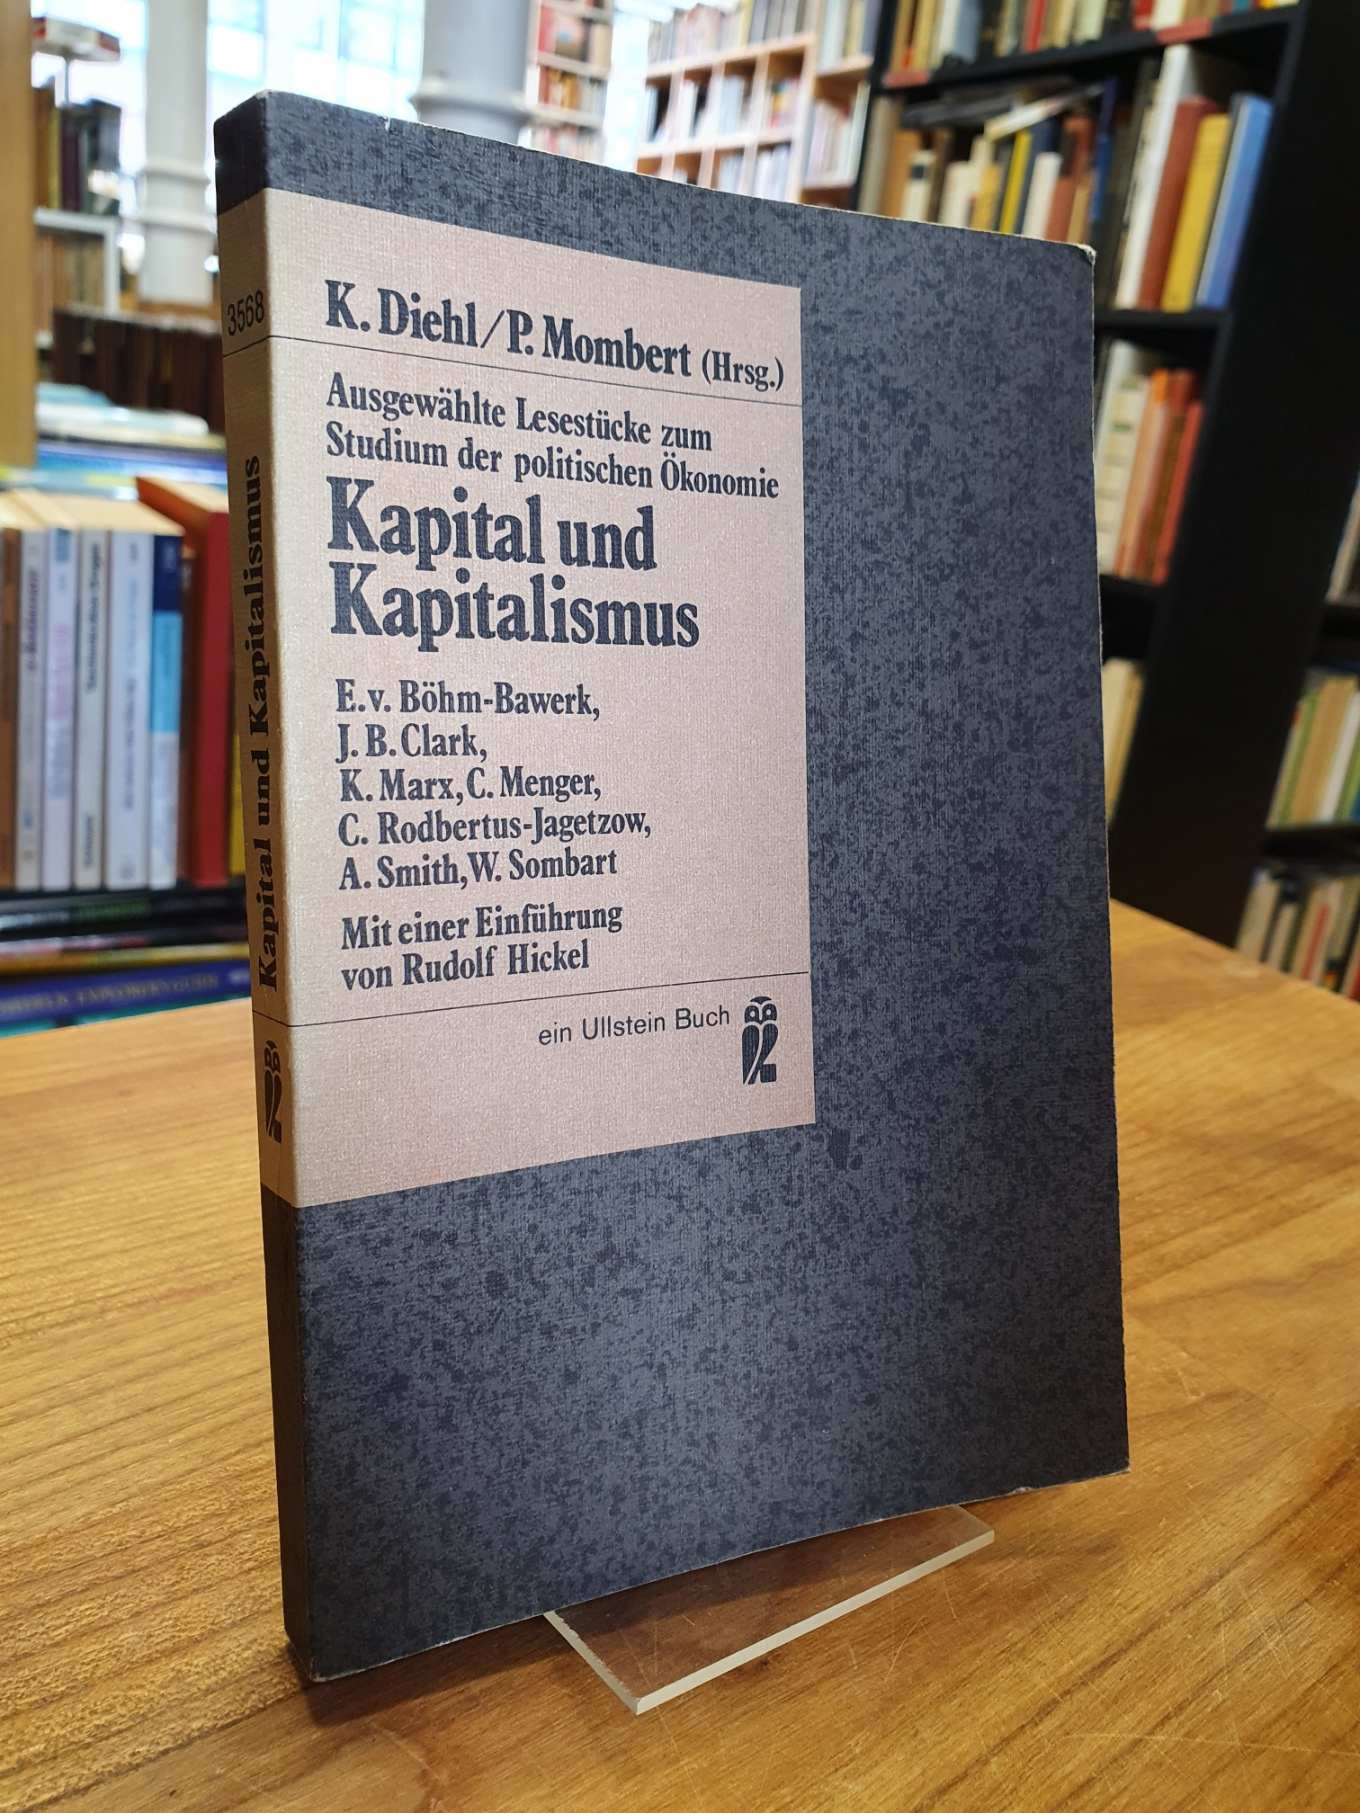 K. Diehl/P. Mombert (Hrsg.)
Ausgewählte Lesestücke zum
Studium der politischen Ökonomie
Kapital und
Kapitalismus
E. v. Böhm-Bawerk,
J. B. Clark,
K. Marx, C. Menger,
C. Rodbertus-Jagetzow,
A. Smith, W. Sombart
Mit einer Einführung
von Rudolf Hickel
ein Ullstein Buch
3568
Kapital und Kapitalismus